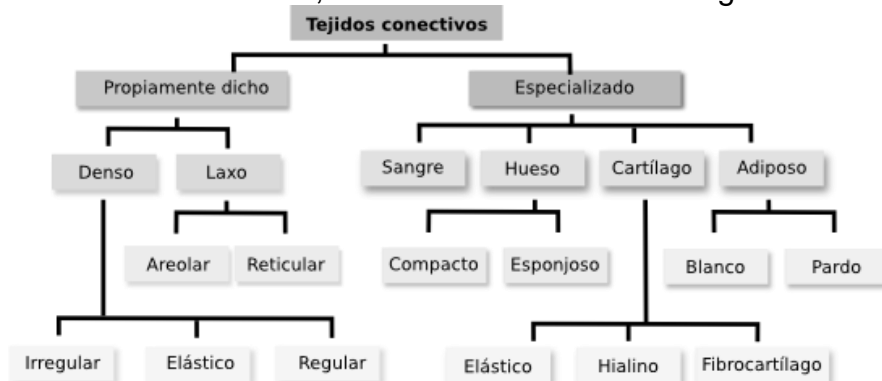 Tejidos conectivos
Propiamente dicho
Especializado
Denso
Laxo
Sangre
Hueso
Cartílago
Adiposo
Areolar
Reticular
Compacto
Esponjoso
Blanco
Pardo
Irregular
Elástico
Regular
Elástico
Hialino
Fibrocartílago